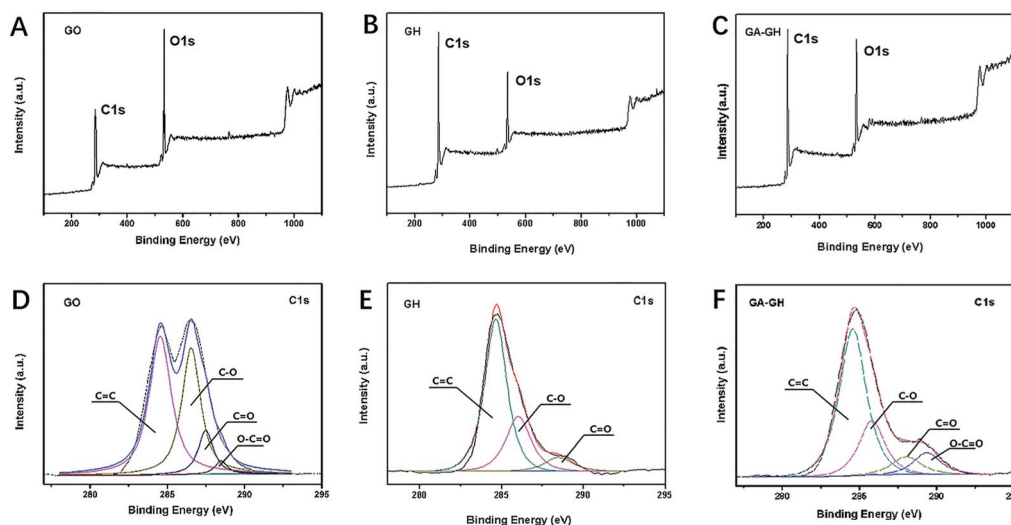 A
GO
C1s
O1s
Intensity (a.u.)
200 400 600 800 1000
Binding Energy (eV)
B
GH
C1s
O1s
Intensity (a.u.)
200 400 600 800 1000
Binding Energy (eV)
C
GA-GH
C1s
O1s
Intensity (a.u.)
200 400 600 800 1000
Binding Energy (eV)
D
GO
C1s
C=C
C-O
C=O
O-C=O
Intensity (a.u.)
280 285 290 295
Binding Energy (eV)
E
GH
C1s
C=C
C-O
C=O
Intensity (a.u.)
280 285 290 295
Binding Energy (eV)
F
GA-GH
C1s
C=C
C-O
C=O
O-C=O
Intensity (a.u.)
280 285 290 295
Binding Energy (eV)